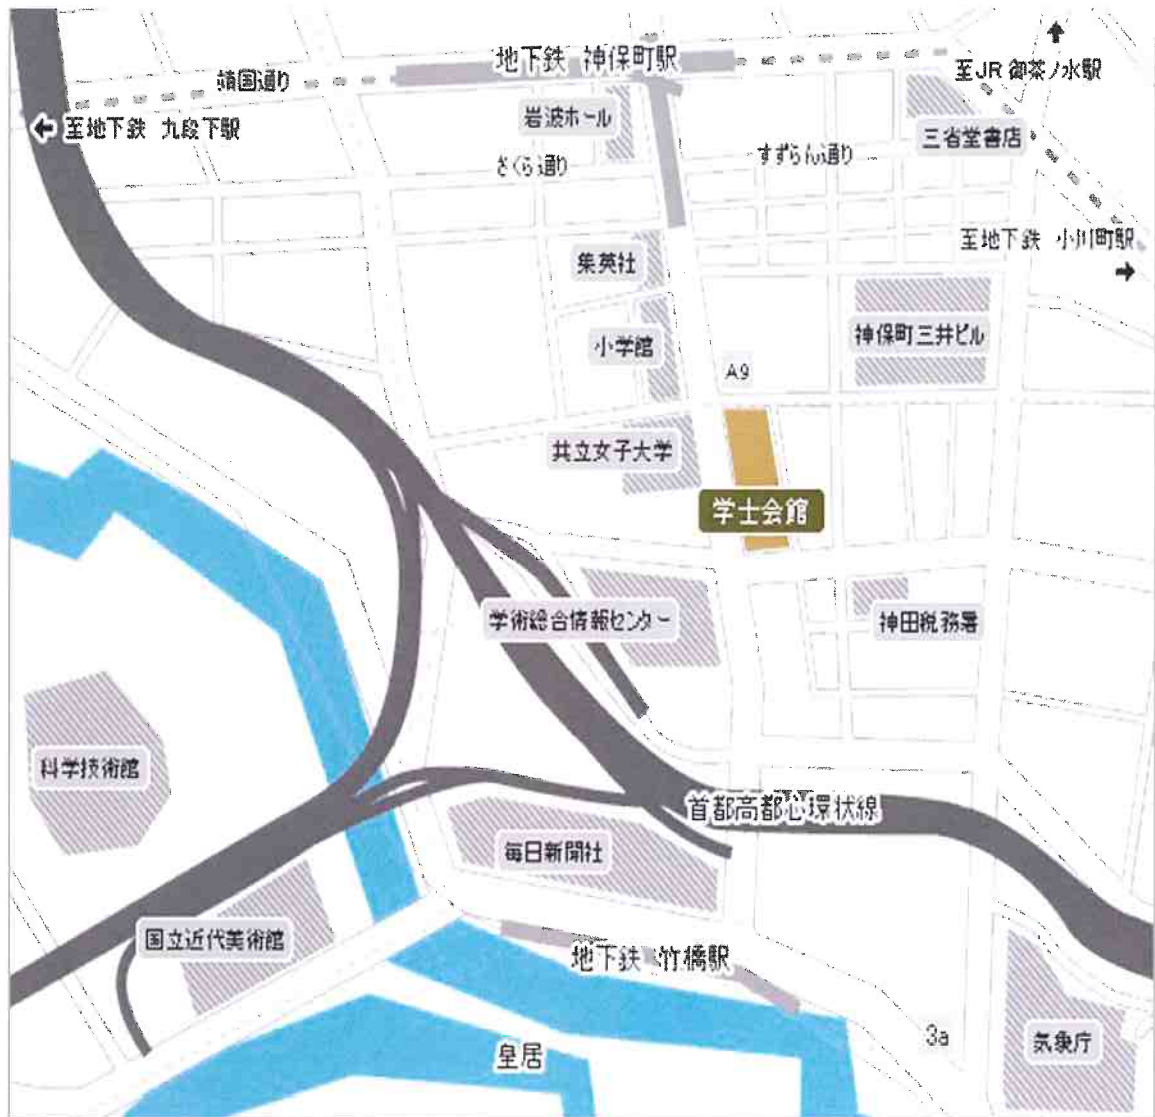 地下鉄 神保町駅
至JR 御茶ノ水駅
靖国通り
岩波ホール
至地下鉄 九段下駅
三省堂書店
すずらん通り
さくら通り
至地下鉄 小川町駅
集英社
神保町三井ビル
小学館
A9
共立女子大学
学士会館
学術総合情報センター
神田税務署
科学技術館
首都高都心環状線
毎日新聞社
国立近代美術館
地下鉄 竹橋駅
3a
気象庁
皇居